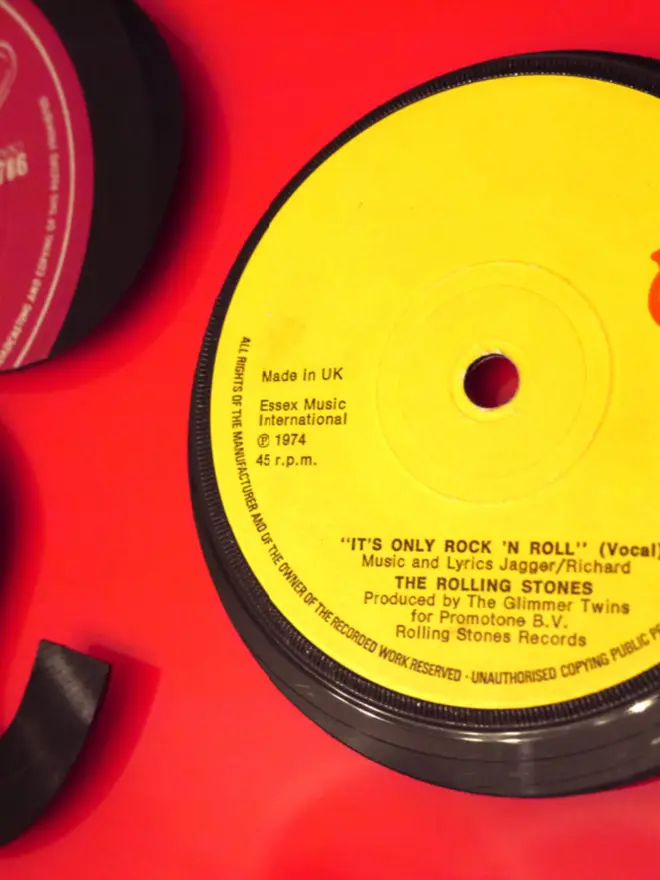 Made in UK
Essex Music
International
℗ 1974
45 r.p.m.
"IT'S ONLY ROCK 'N ROLL" (Vocal)
Music and Lyrics Jagger/Richard
THE ROLLING STONES
Produced by The Glimmer Twins
for Promotone B.V.
Rolling Stones Records
ALL RIGHTS OF THE MANUFACTURER AND OF THE OWNER OF THE RECORDED WORK RESERVED - UNAUTHORISED COPYING PUBLIC